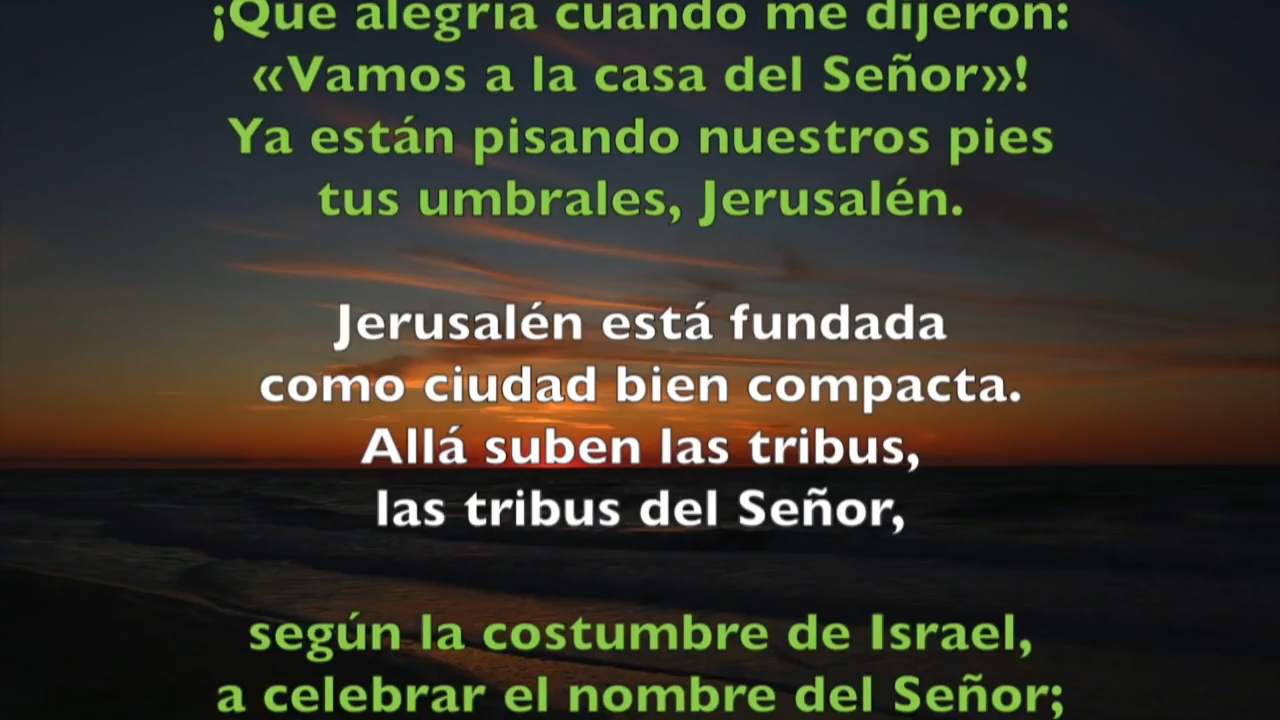 ¡Qué alegría cuando me dijeron:
«Vamos a la casa del Señor»!
Ya están pisando nuestros pies
tus umbrales, Jerusalén.
Jerusalén está fundada
como ciudad bien compacta.
Allá suben las tribus,
las tribus del Señor,
según la costumbre de Israel,
a celebrar el nombre del Señor;